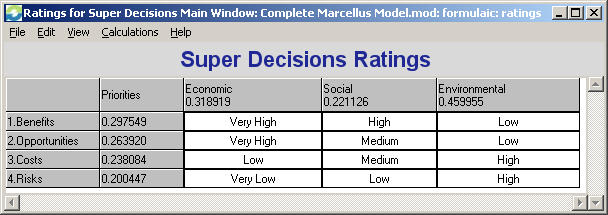 Ratings for Super Decisions Main Window: Complete Marcellus Model.mod: formulaic: ratings
File Edit View Calculations Help
Super Decisions Ratings
Priorities Economic 0.318919 Social 0.221126 Environmental 0.459955
1.Benefits 0.297549 Very High High Low
2.Opportunities 0.263920 Very High Medium Low
3.Costs 0.238084 Low Medium High
4.Risks 0.200447 Very Low Low High